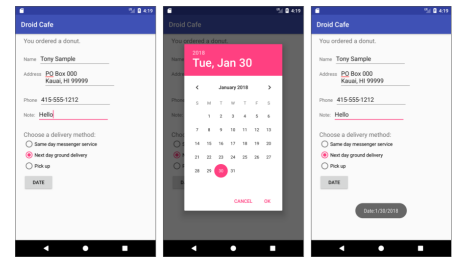 4:19
Droid Cafe
You ordered a donut.
Name Tony Sample
Address PO Box 000
Kauai, HI 99999
Phone 415-555-1212
Note: Hello
Choose a delivery method:
Same day messenger service
Next day ground delivery
Pick up
DATE
4:19
Droid Cafe
2018
Tue, Jan 30
January 2018
S M T W T F S
1 2 3 4 5 6
7 8 9 10 11 12 13
14 15 16 17 18 19 20
21 22 23 24 25 26 27
28 29 30 31
CANCEL OK
4:19
Droid Cafe
You ordered a donut.
Name Tony Sample
Address PO Box 000
Kauai, HI 99999
Phone 415-555-1212
Note: Hello
Choose a delivery method:
Same day messenger service
Next day ground delivery
Pick up
DATE
Date:1/30/2018